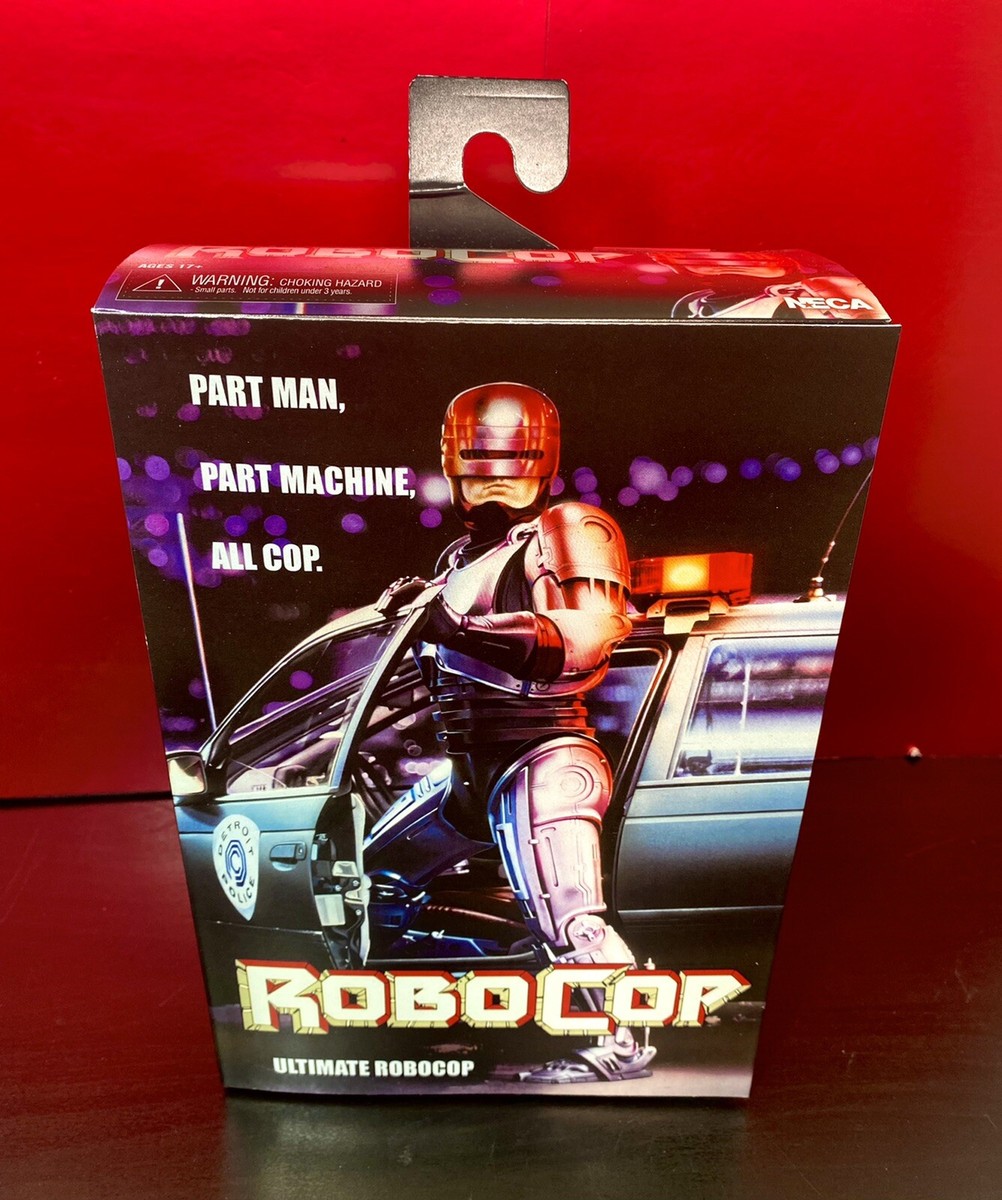 ROBOCOP
AGES 17+
WARNING: CHOKING HAZARD
- Small parts. Not for children under 3 years.
NECA
PART MAN,
PART MACHINE,
ALL COP.
DETROIT
POLICE
ROBOCOP
ULTIMATE ROBOCOP